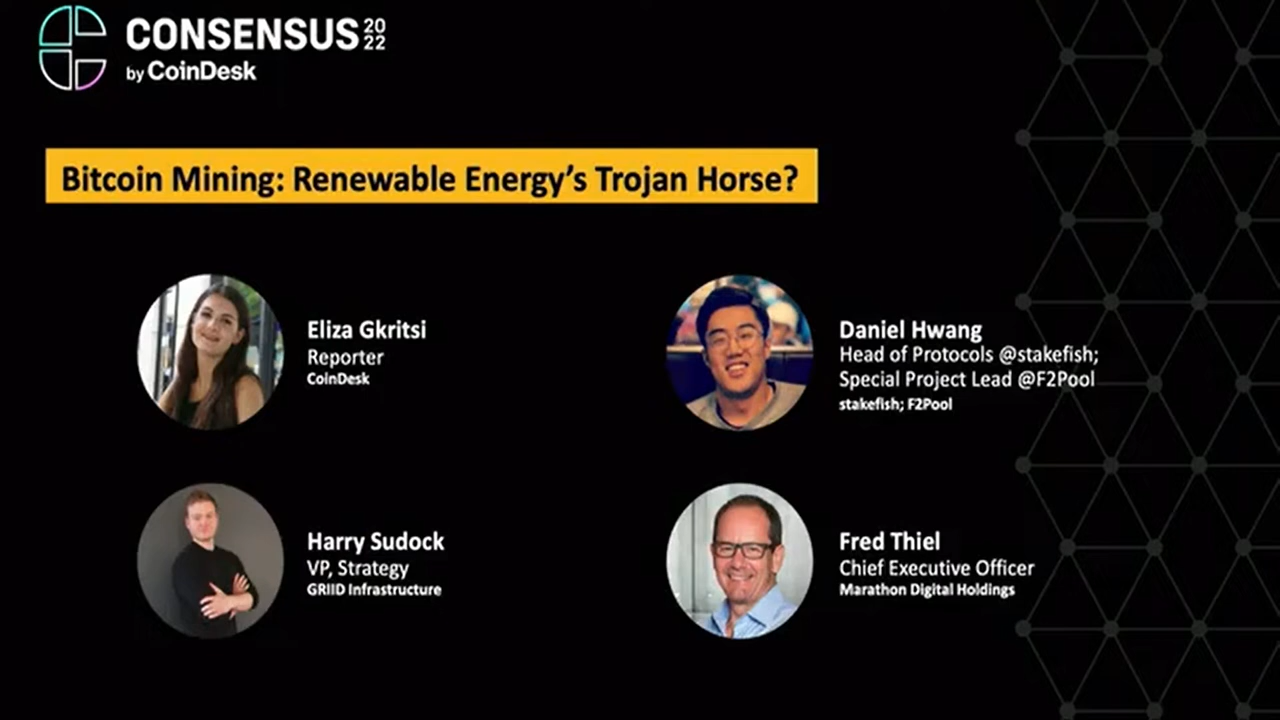 CONSENSUS 20
22
by CoinDesk
Bitcoin Mining: Renewable Energy’s Trojan Horse?
Eliza Gkritsi
Reporter
CoinDesk
Daniel Hwang
Head of Protocols @stakefish;
Special Project Lead @F2Pool
stakefish; F2Pool
Harry Sudock
VP, Strategy
GRIID Infrastructure
Fred Thiel
Chief Executive Officer
Marathon Digital Holdings